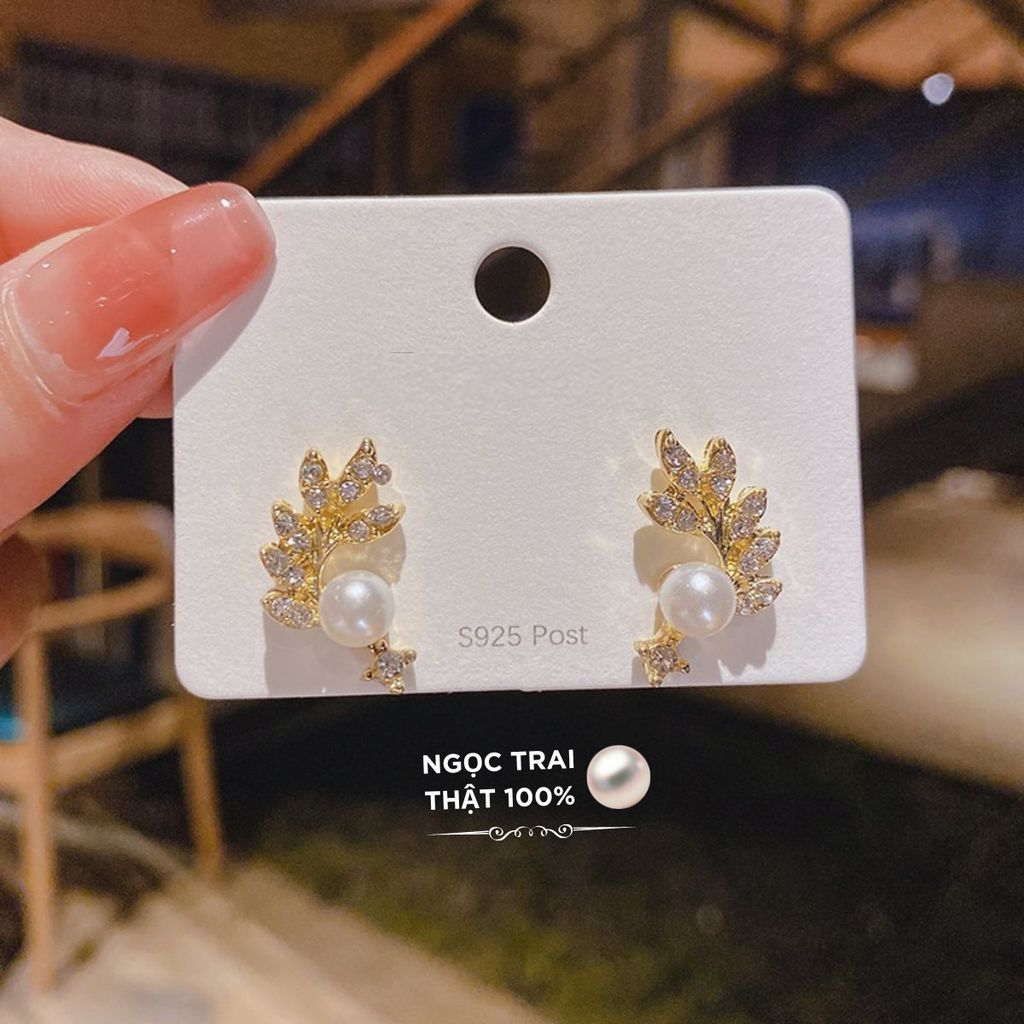 S925 Post
NGỌC TRAI
THẬT 100%